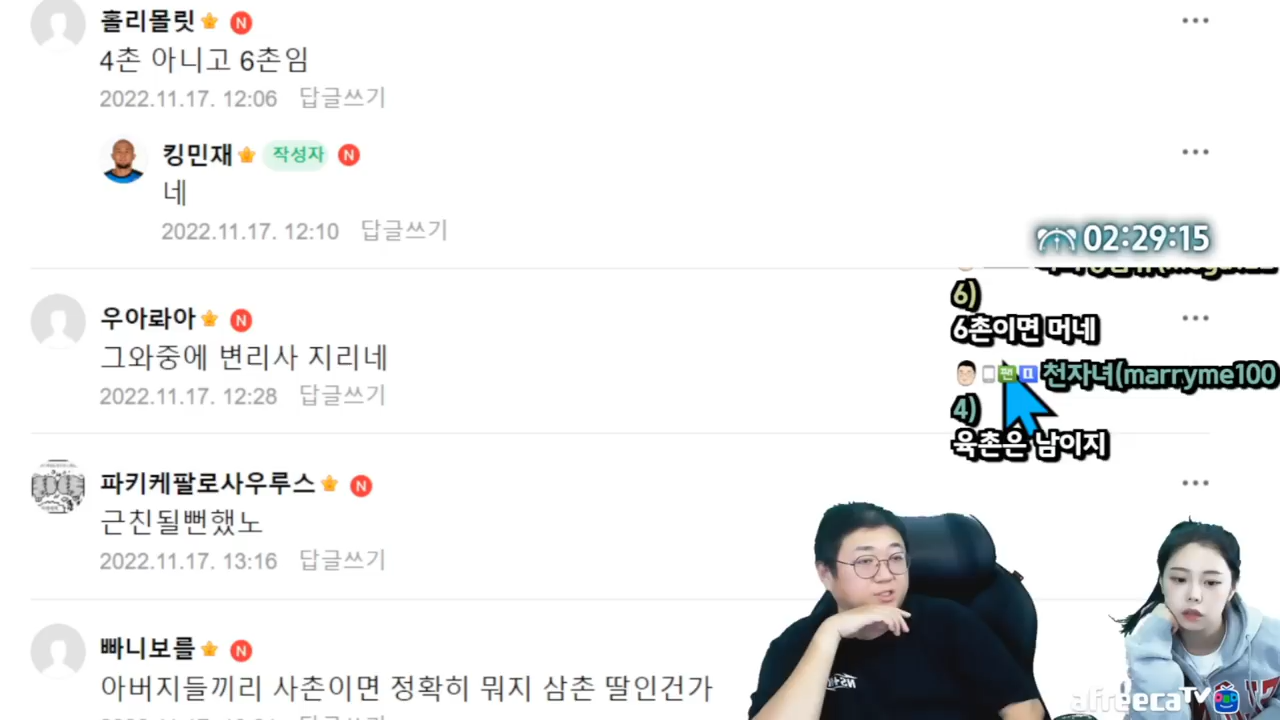 홀리몰릿 N
4촌 아니고 6촌임
2022.11.17. 12:06 답글쓰기
킹민재 작성자 N
네
2022.11.17. 12:10 답글쓰기
02:29:15
6)
6촌이면 머네
우아롸아 N
그와중에 변리사 지리네
2022.11.17. 12:28 답글쓰기
팬 천자녀(marryme100
4)
육촌은 남이지
파키케팔로사우루스 N
근친될뻔했노
2022.11.17. 13:16 답글쓰기
빠니보를 N
아버지들끼리 사촌이면 정확히 뭐지 삼촌 딸인건가
afreecaTV